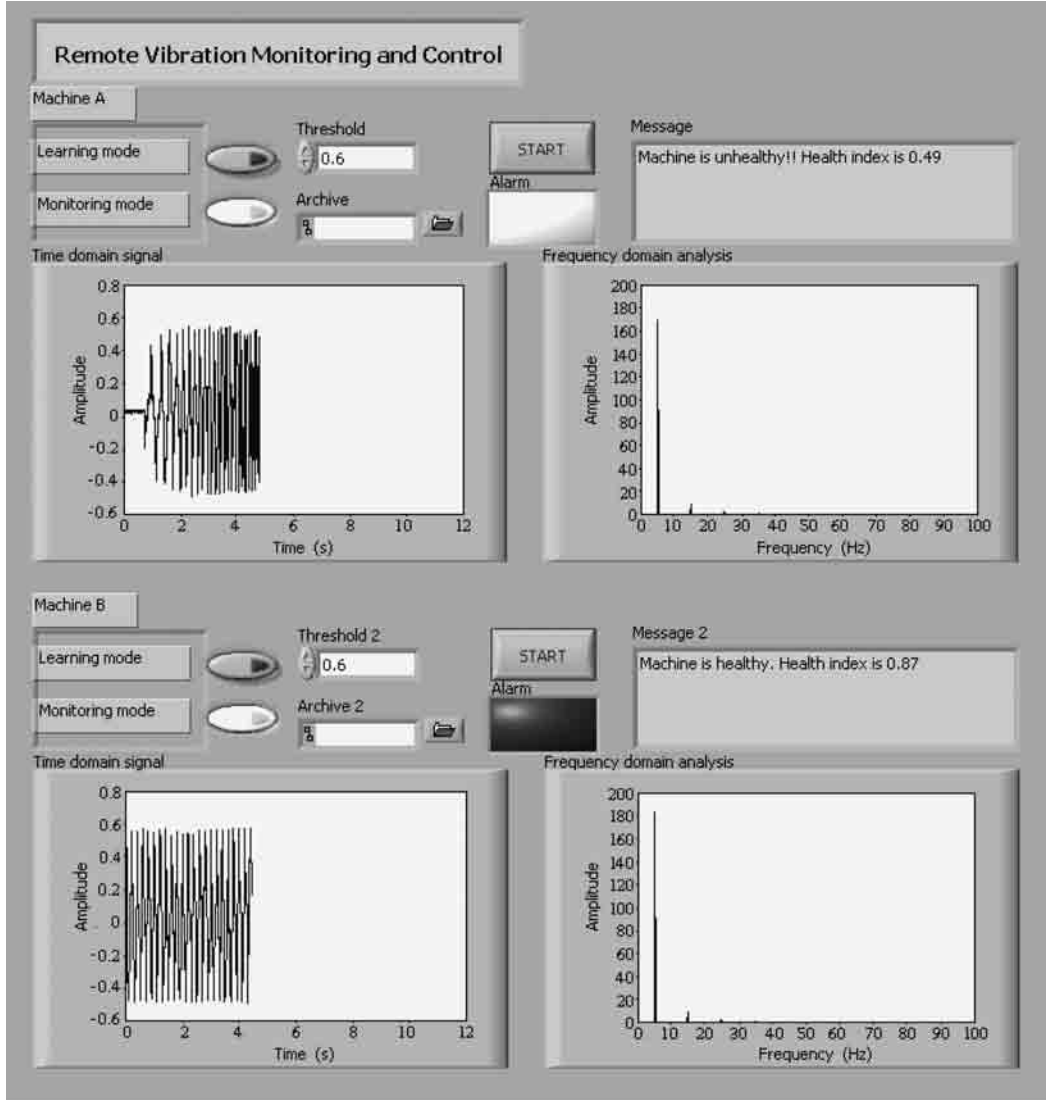 Remote Vibration Monitoring and Control
Machine A
Learning mode
Monitoring mode
Threshold
0.6
Archive
START
Alarm
Message
Machine is unhealthy!! Health index is 0.49
Time domain signal
0.8
0.6
0.4
0.2
0
-0.2
-0.4
-0.6
Amplitude
0 2 4 6 8 10 12
Time (s)
Frequency domain analysis
200
180
160
140
120
100
80
60
40
20
0
Amplitude
0 10 20 30 40 50 60 70 80 90 100
Frequency (Hz)
Machine B
Learning mode
Monitoring mode
Threshold 2
0.6
Archive 2
START
Alarm
Message 2
Machine is healthy. Health index is 0.87
Time domain signal
0.8
0.6
0.4
0.2
0
-0.2
-0.4
-0.6
Amplitude
0 2 4 6 8 10 12
Time (s)
Frequency domain analysis
200
180
160
140
120
100
80
60
40
20
0
Amplitude
0 10 20 30 40 50 60 70 80 90 100
Frequency (Hz)